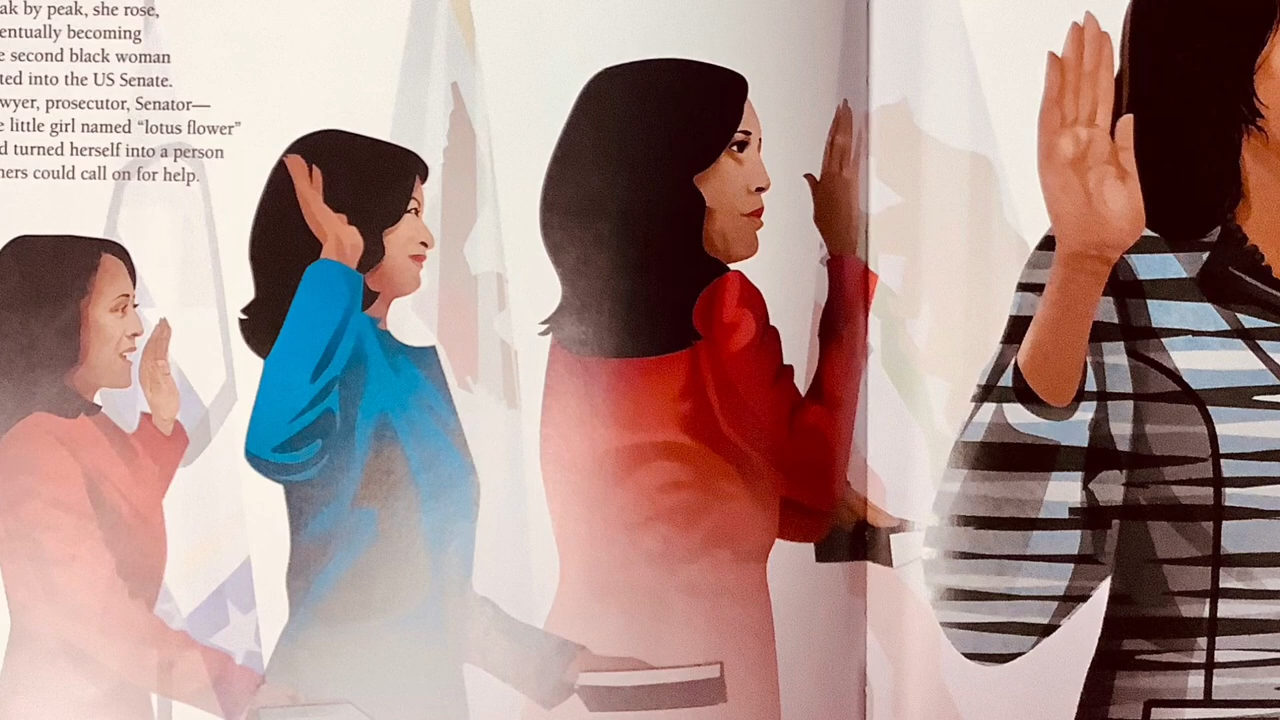 ak by peak, she rose,
entually becoming
e second black woman
ted into the US Senate.
wyer, prosecutor, Senator—
e little girl named “lotus flower”
d turned herself into a person
hers could call on for help.